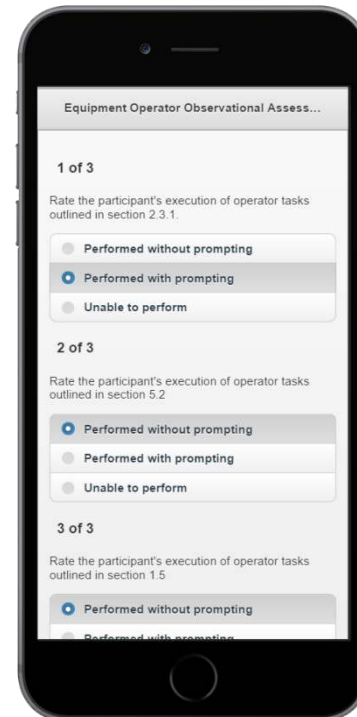 Equipment Operator Observational Assess...
1 of 3
Rate the participant's execution of operator tasks
outlined in section 2.3.1.
Performed without prompting
Performed with prompting
Unable to perform
2 of 3
Rate the participant's execution of operator tasks
outlined in section 5.2
Performed without prompting
Performed with prompting
Unable to perform
3 of 3
Rate the participant's execution of operator tasks
outlined in section 1.5
Performed without prompting
Performed with prompting